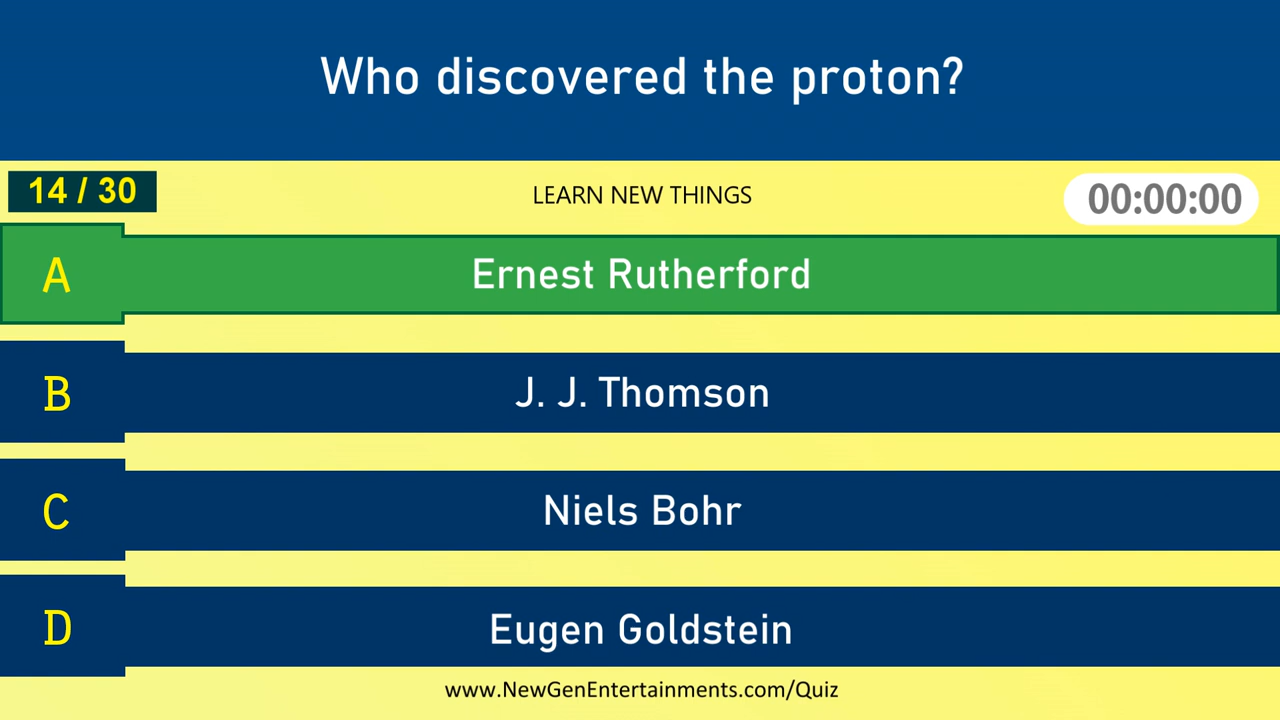 Who discovered the proton?
14 / 30
LEARN NEW THINGS
00:00:00
A
Ernest Rutherford
B
J. J. Thomson
C
Niels Bohr
D
Eugen Goldstein
www.NewGenEntertainments.com/Quiz